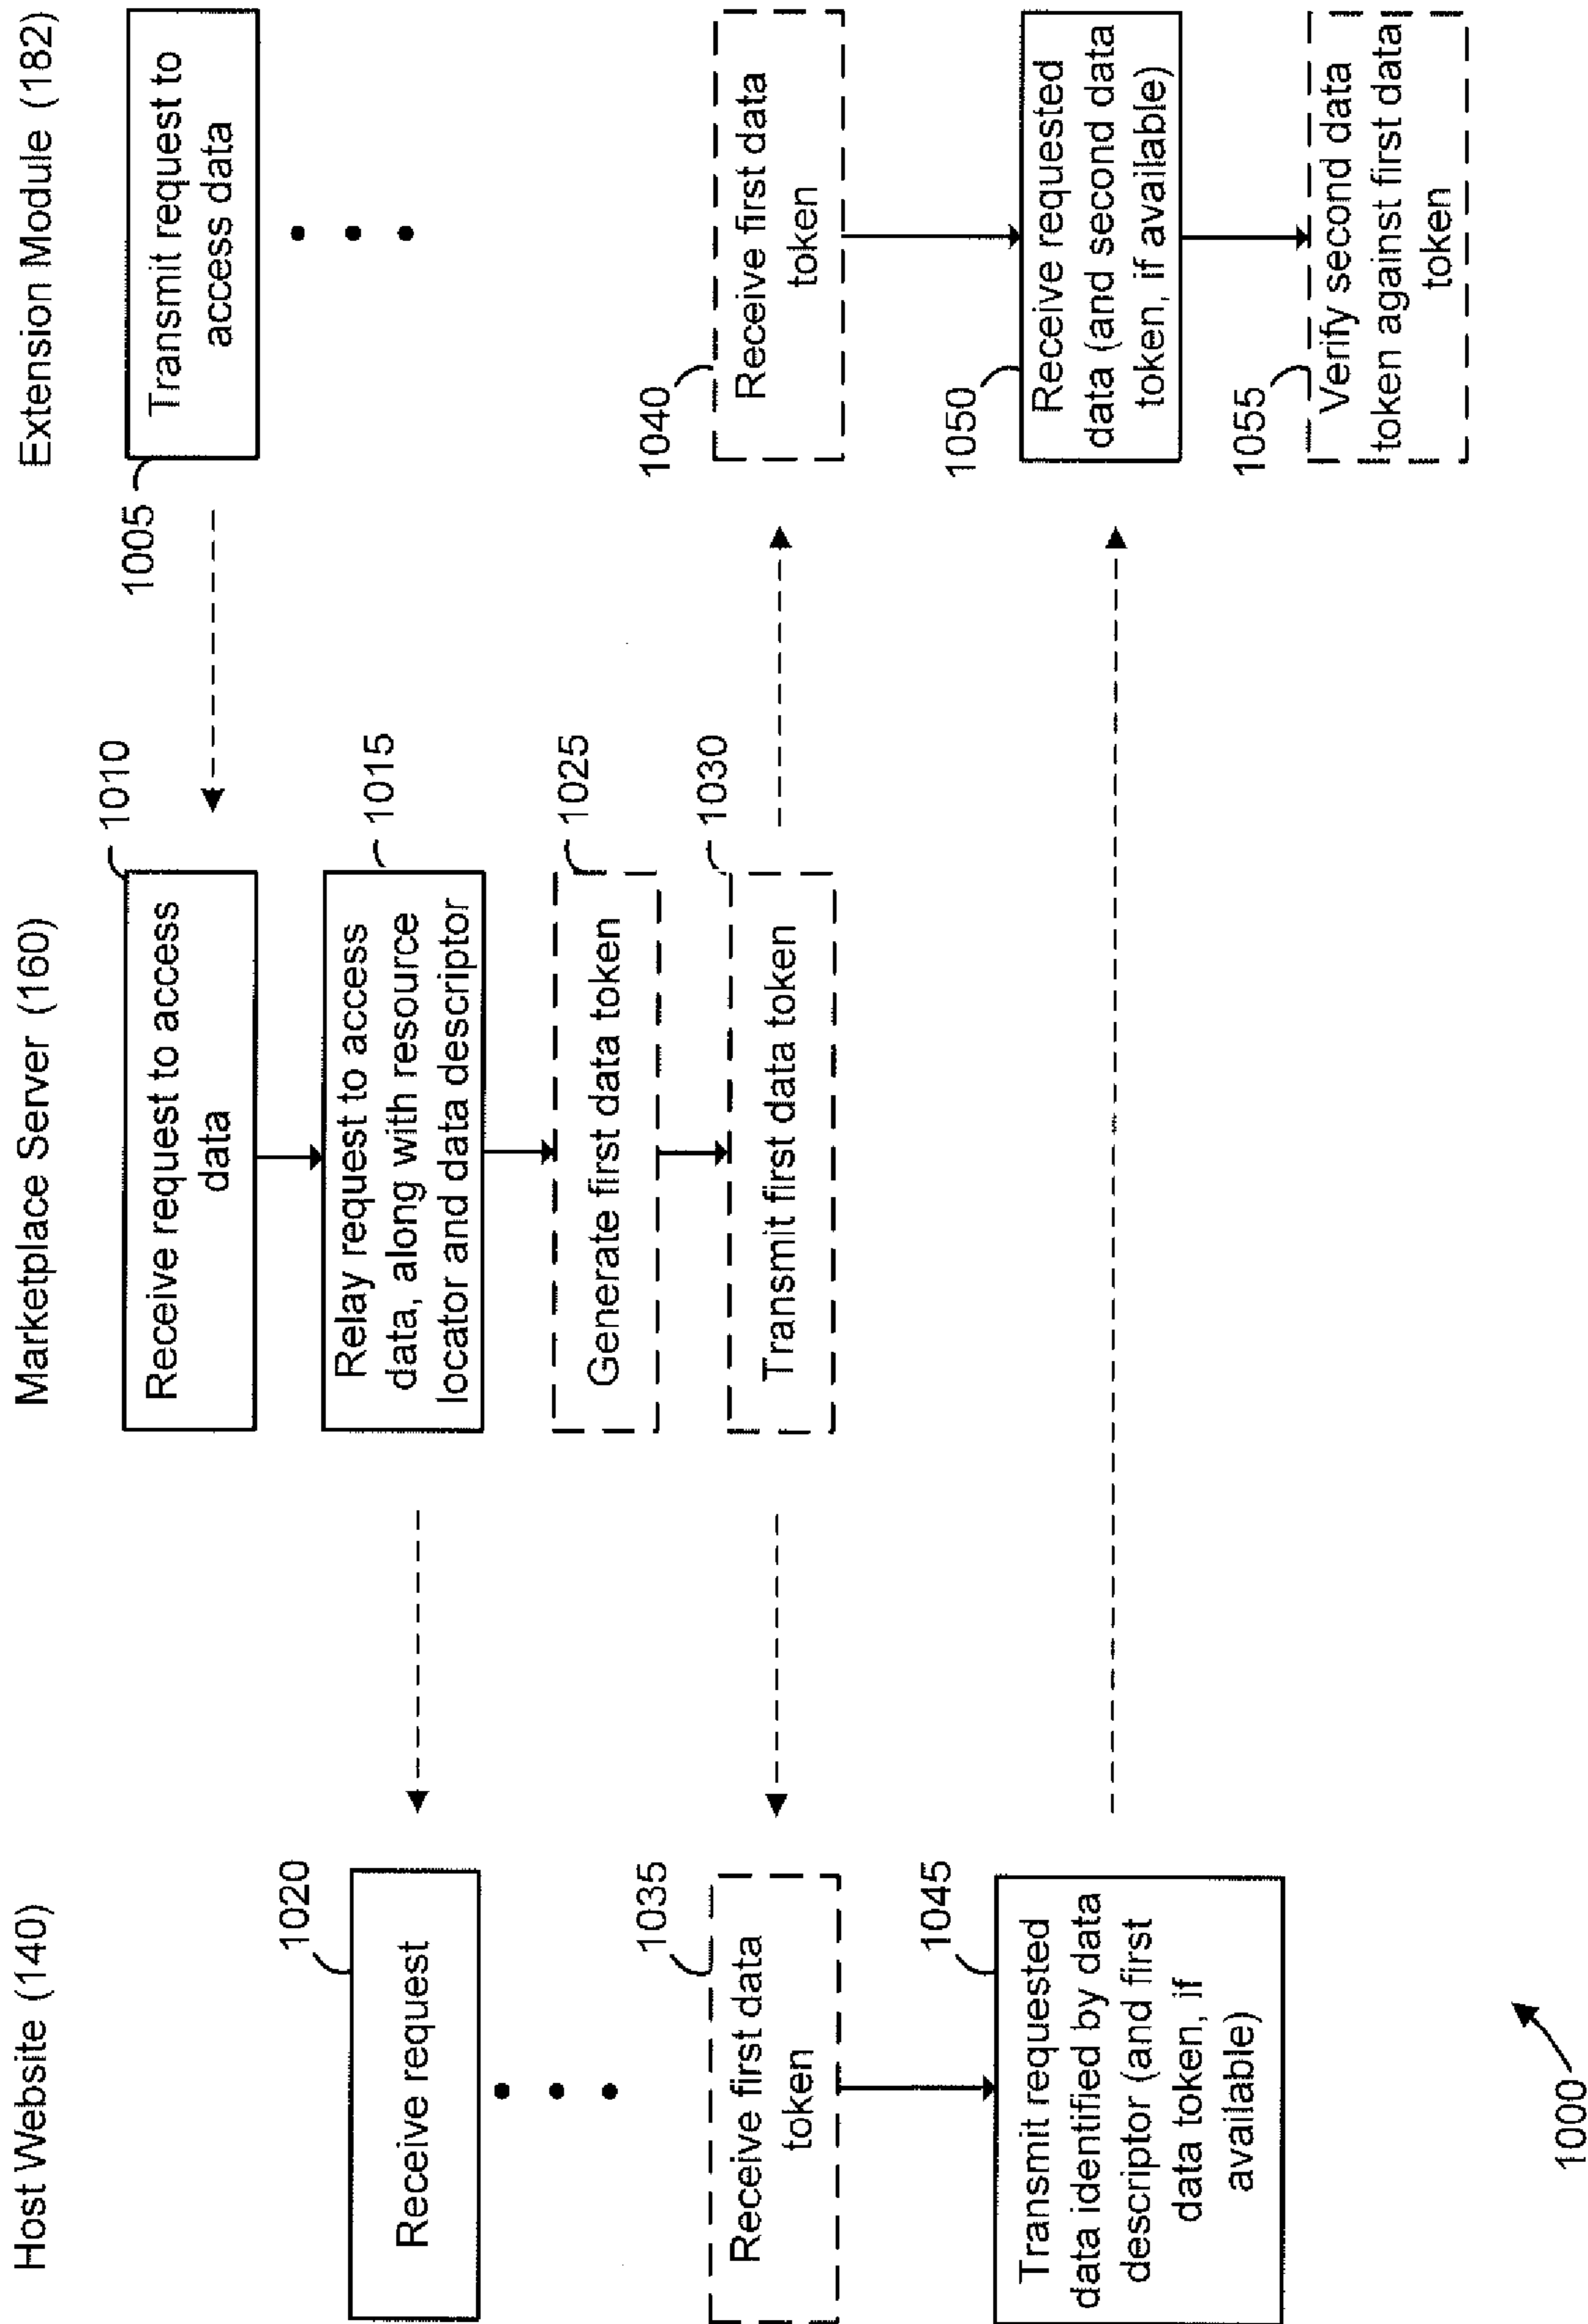 Host Website (140)
Marketplace Server (160)
Extension Module (182)
1005
Transmit request to
access data
1010
Receive request to access
data
1015
Relay request to access
data, along with resource
locator and data descriptor
1020
Receive request
1025
Generate first data token
1030
Transmit first data token
1035
Receive first data
token
1040
Receive first data
token
1045
Transmit requested
data identified by data
descriptor (and first
data token, if
available)
1050
Receive requested
data (and second data
token, if available)
1055
Verify second data
token against first data
token
1000